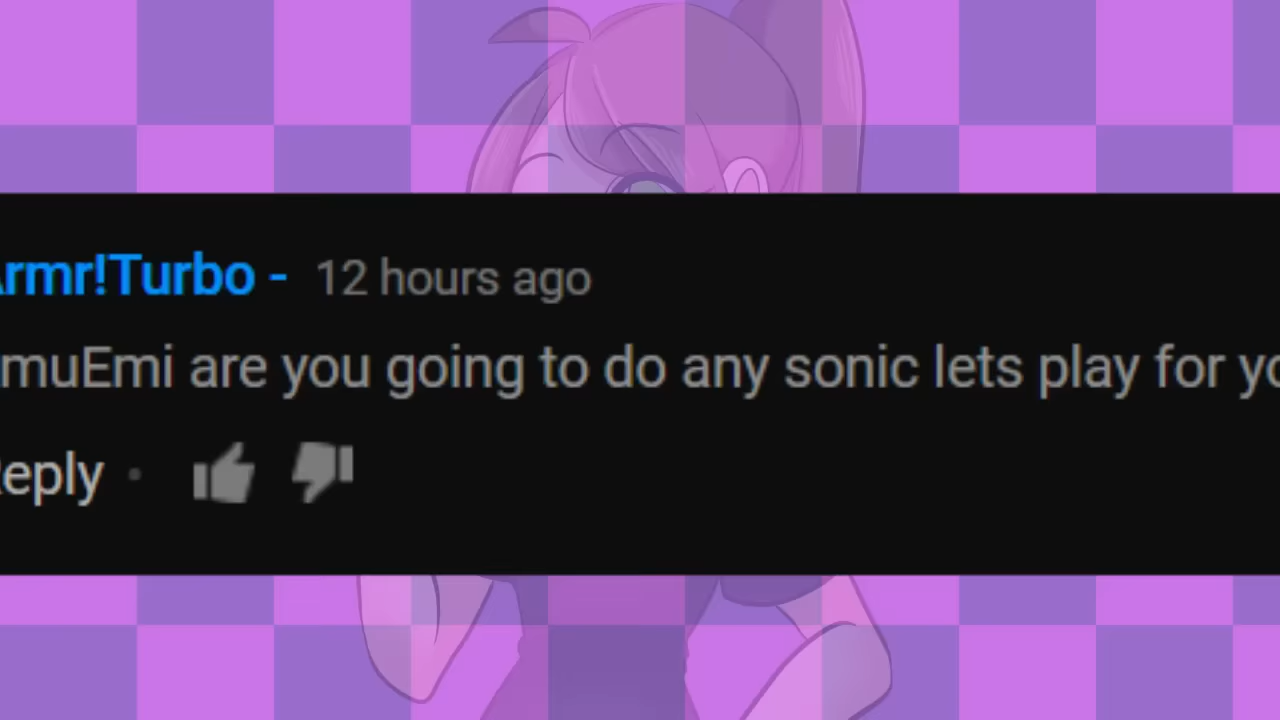 Armr!Turbo - 12 hours ago
muEmi are you going to do any sonic lets play for yo
Reply